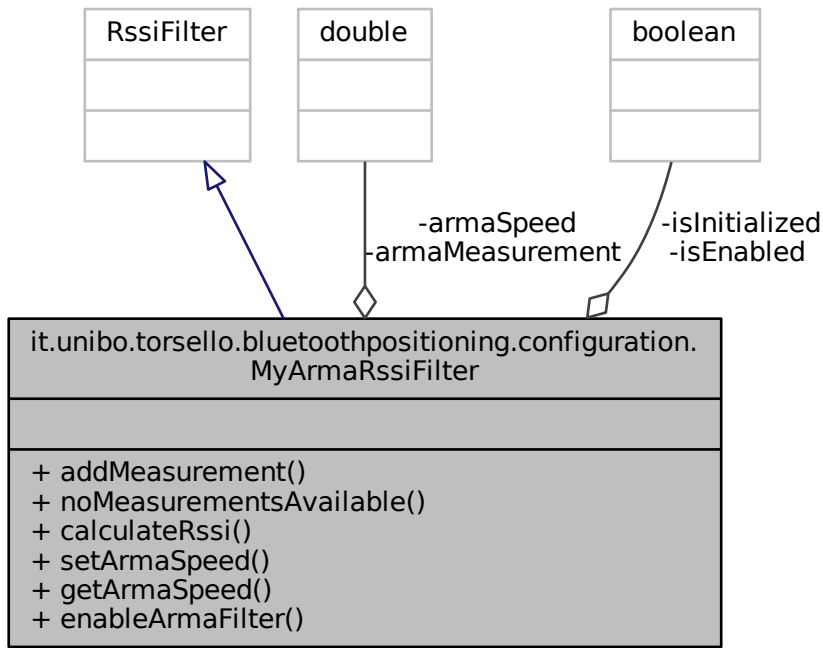 RssiFilter
double
boolean
-armaSpeed
-armaMeasurement
-isInitialized
-isEnabled
it.unibo.torsello.bluetoothpositioning.configuration.
MyArmaRssiFilter
+ addMeasurement()
+ noMeasurementsAvailable()
+ calculateRssi()
+ setArmaSpeed()
+ getArmaSpeed()
+ enableArmaFilter()